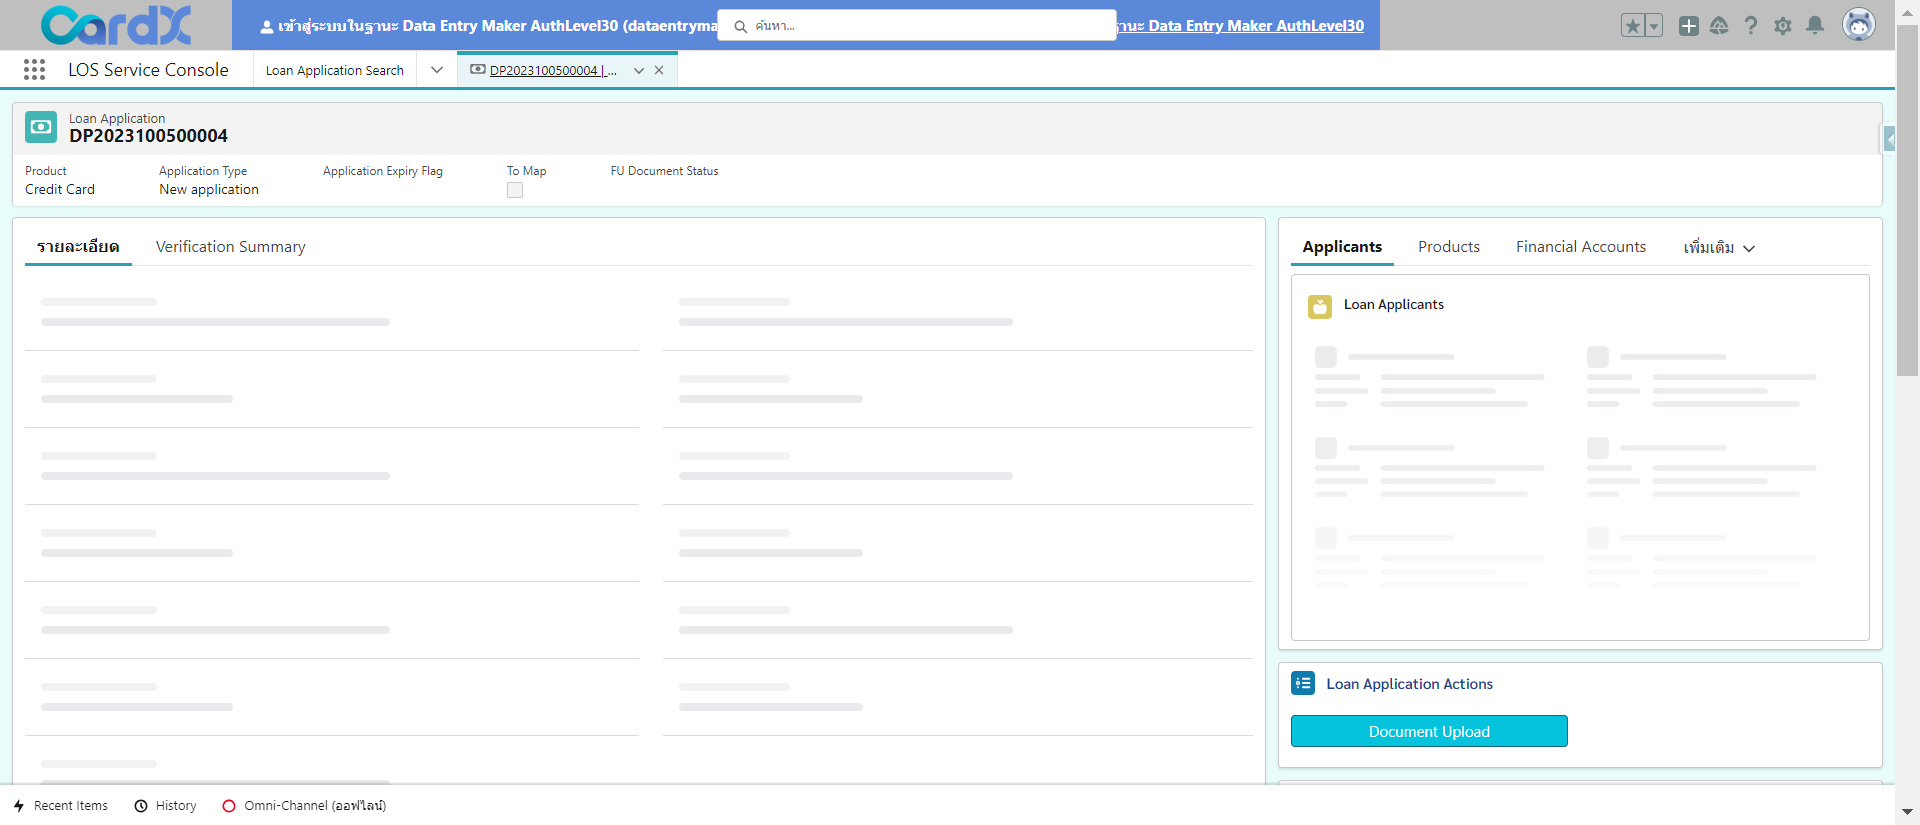 CardX
เข้าสู่ระบบในฐานะ Data Entry Maker AuthLevel30 (dataentryma
ค้นหา...
านะ Data Entry Maker AuthLevel30
LOS Service Console
Loan Application Search
DP2023100500004 | ...
Loan Application
DP2023100500004
Product
Application Type
Application Expiry Flag
To Map
FU Document Status
Credit Card
New application
รายละเอียด
Verification Summary
Applicants
Products
Financial Accounts
เพิ่มเติม
Loan Applicants
Loan Application Actions
Document Upload
Recent Items
History
Omni-Channel (ออฟไลน์)